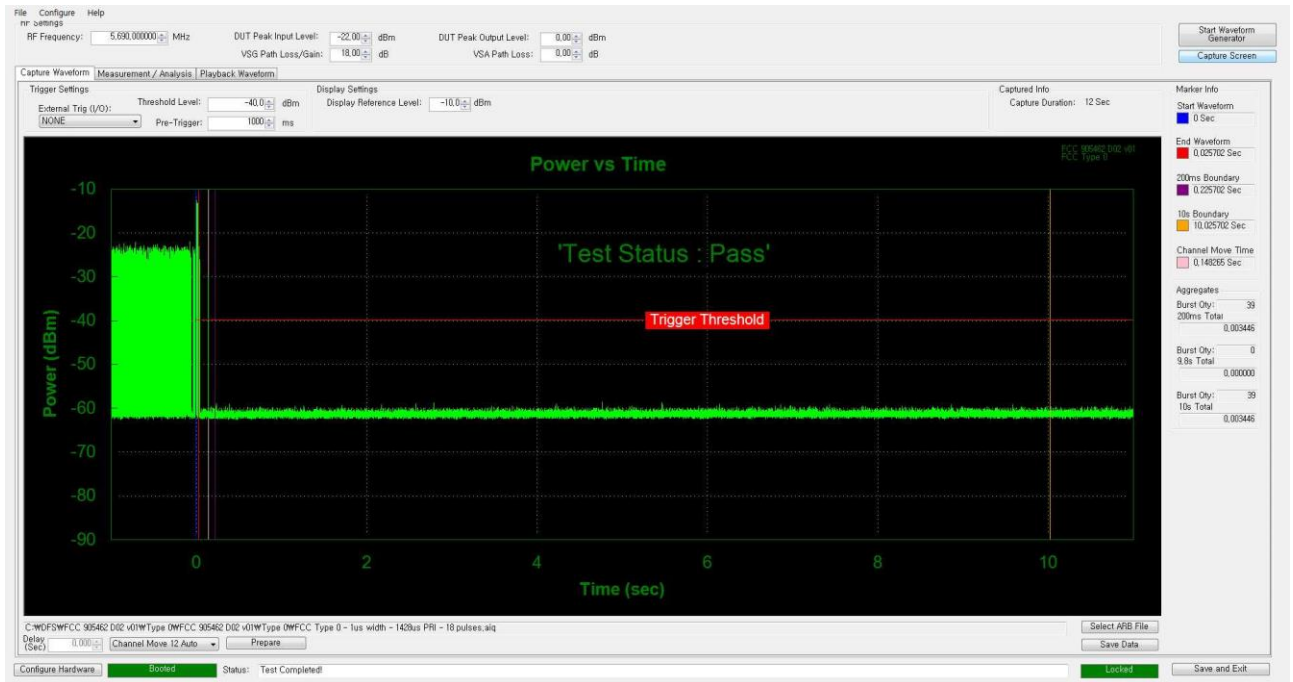 File Configure Help
RF Settings
RF Frequency: 5,690,000000 MHz DUT Peak Input Level: -22,00 dBm DUT Peak Output Level: 0,00 dBm
VSG Path Loss/Gain: 18,00 dB VSA Path Loss: 0,00 dB
Start Waveform Generator
Capture Screen
Capture Waveform Measurement / Analysis Playback Waveform
Trigger Settings
External Trig (I/O): Threshold Level: -40,0 dBm
NONE Pre-Trigger: 1000 ms
Display Settings
Display Reference Level: -10,0 dBm
Captured Info
Capture Duration: 12 Sec
Marker Info
Start Waveform
0 Sec
End Waveform
0,025702 Sec
200ms Boundary
0,225702 Sec
10s Boundary
10,025702 Sec
Channel Move Time
0,148265 Sec
Aggregates
Burst Qty: 39
200ms Total
0,003446
Burst Qty: 0
9,8s Total
0,000000
Burst Qty: 39
10s Total
0,003446
FCC 905462 D02 v01
FCC Type 0
Power vs Time
'Test Status : Pass'
Trigger Threshold
Power (dBm)
-10
-20
-30
-40
-50
-60
-70
-80
-90
0 2 4 6 8 10
Time (sec)
C:₩DFS₩FCC 905462 D02 v01₩Type 0₩FCC 905462 D02 v01₩Type 0₩FCC Type 0 - 1us width - 1428us PRI - 18 pulses,aiq
Select ARB File
Delay (Sec) 0,000 Channel Move 12 Auto Prepare
Save Data
Configure Hardware Booted Status: Test Completed! Locked Save and Exit